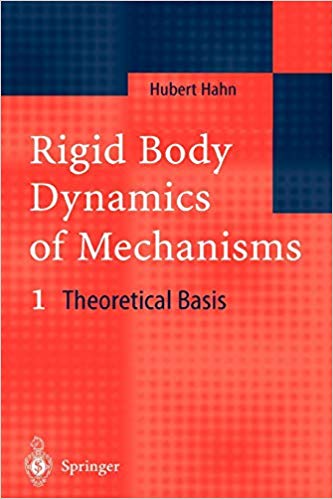 Hubert Hahn
Rigid Body
Dynamics
of Mechanisms
1 Theoretical Basis
Springer